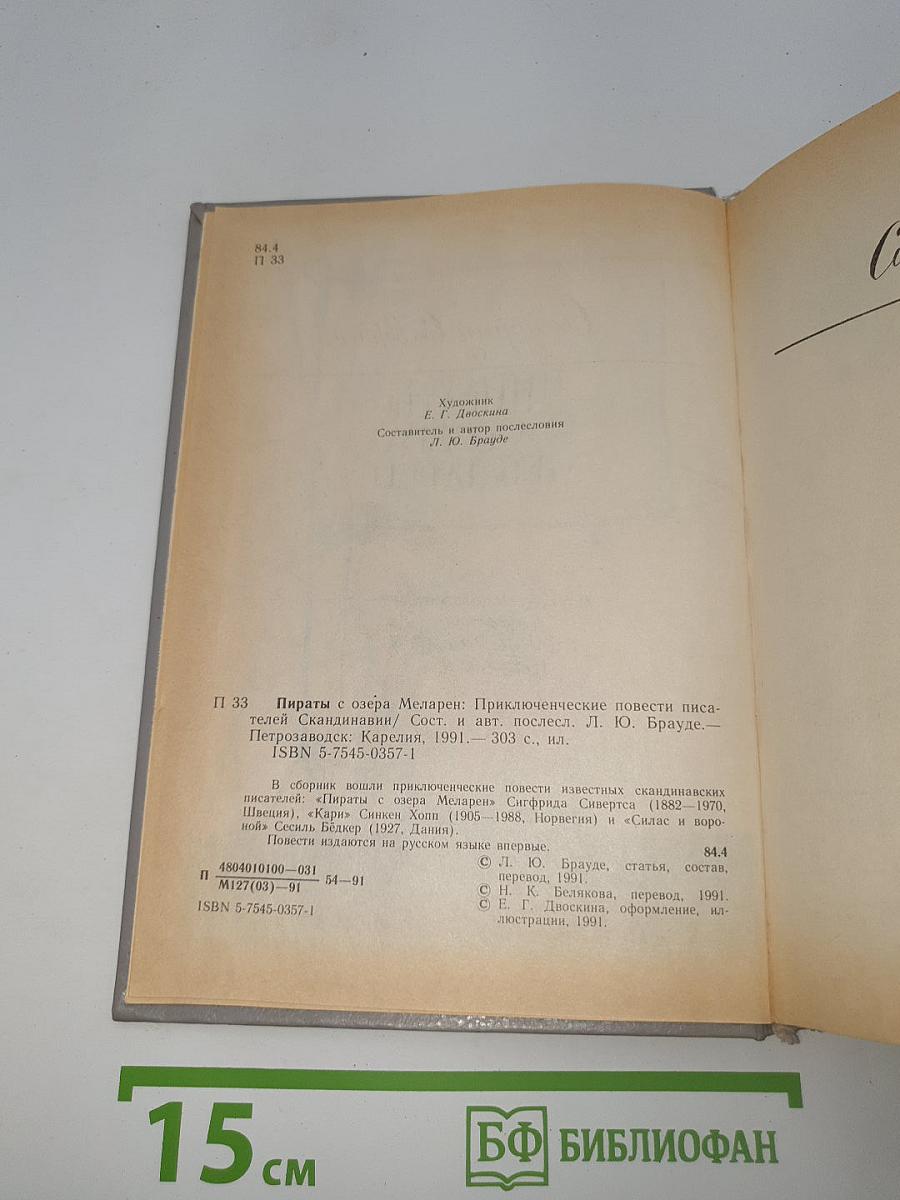 84.4
П 33
Художник
Е. Г. Двоскина
Составитель и автор послесловия
Л. Ю. Брауде
П 33 Пираты с озера Меларен: Приключенческие повести писа-
телей Скандинавии/ Сост. и авт. послесл. Л. Ю. Брауде.—
Петрозаводск: Карелия, 1991.— 303 с., ил.
ISBN 5-7545-0357-1
В сборник вошли приключенческие повести известных скандинавских
писателей: «Пираты с озера Меларен» Сигфрида Сивертса (1882—1970,
Швеция), «Кари» Синкен Хопп (1905—1988, Норвегия) и «Силас и воро-
ной» Сесиль Бёдкер (1927, Дания).
Повести издаются на русском языке впервые.
П 4804010100—031
М127(03)—91 54—91
84.4
ISBN 5-7545-0357-1
© Л. Ю. Брауде, статья, состав,
перевод, 1991.
© Н. К. Белякова, перевод, 1991.
© Е. Г. Двоскина, оформление, ил-
люстрации, 1991.
15 см
БФ БИБЛИОФАН